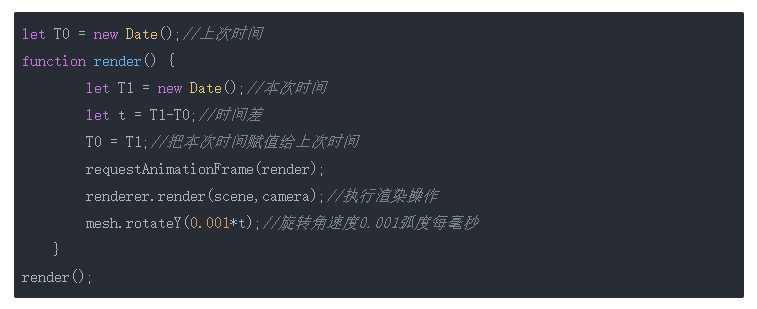 let T0 = new Date();//上次时间
function render() {
        let T1 = new Date();//本次时间
        let t = T1-T0;//时间差
        T0 = T1;//把本次时间赋值给上次时间
        requestAnimationFrame(render);
        renderer.render(scene,camera);//执行渲染操作
        mesh.rotateY(0.001*t);//旋转角速度0.001弧度每毫秒
    }
render();